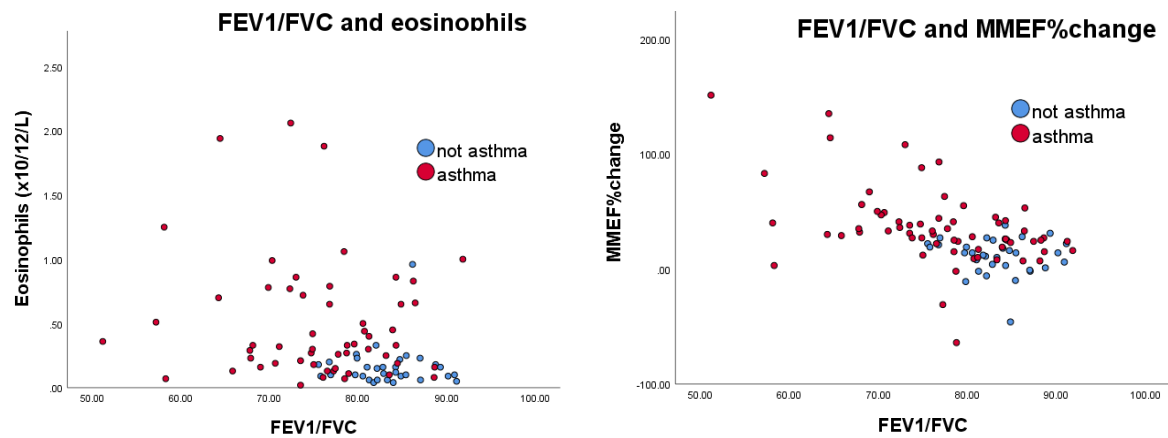 FEV1/FVC and eosinophils
2.50
2.00
1.50
1.00
.50
.00
Eosinophils (x10/12/L)
not asthma
asthma
50.00 60.00 70.00 80.00 90.00 100.00
FEV1/FVC
FEV1/FVC and MMEF%change
200.00
100.00
.00
-100.00
MMEF%change
not asthma
asthma
50.00 60.00 70.00 80.00 90.00 100.00
FEV1/FVC